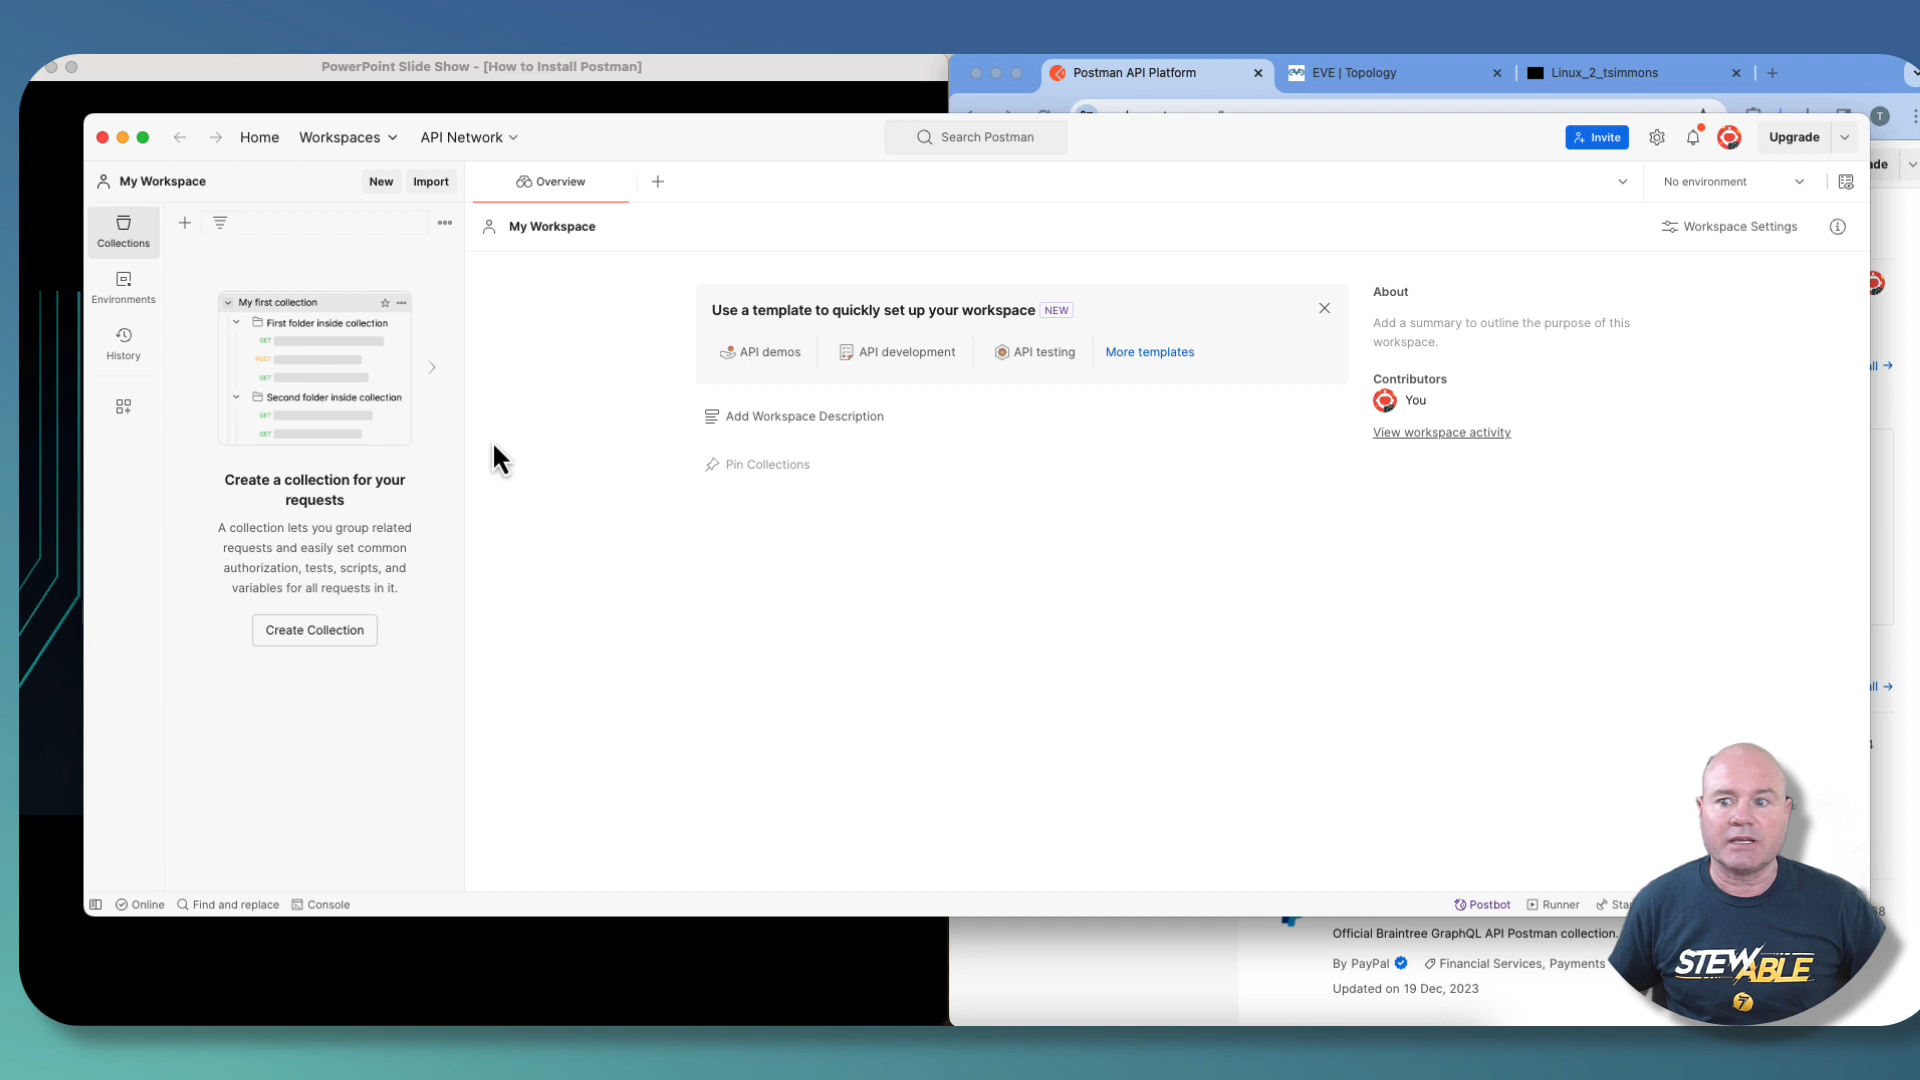 PowerPoint Slide Show - [How to Install Postman]
Postman API Platform
EVE | Topology
Linux_2_tsimmons
T
Home
Workspaces
API Network
Search Postman
Invite
Upgrade
My Workspace
New
Import
Overview
No environment
Collections
My Workspace
Workspace Settings
Environments
History
My first collection
First folder inside collection
GET
POST
GET
Second folder inside collection
GET
GET
Create a collection for your
requests
A collection lets you group related
requests and easily set common
authorization, tests, scripts, and
variables for all requests in it.
Create Collection
Use a template to quickly set up your workspace NEW
API demos
API development
API testing
More templates
Add Workspace Description
Pin Collections
About
Add a summary to outline the purpose of this
workspace.
Contributors
You
View workspace activity
Online
Find and replace
Console
Postbot
Runner
Official Braintree GraphQL API Postman collection.
By PayPal
Financial Services, Payments
Updated on 19 Dec, 2023
STEWABLE
7